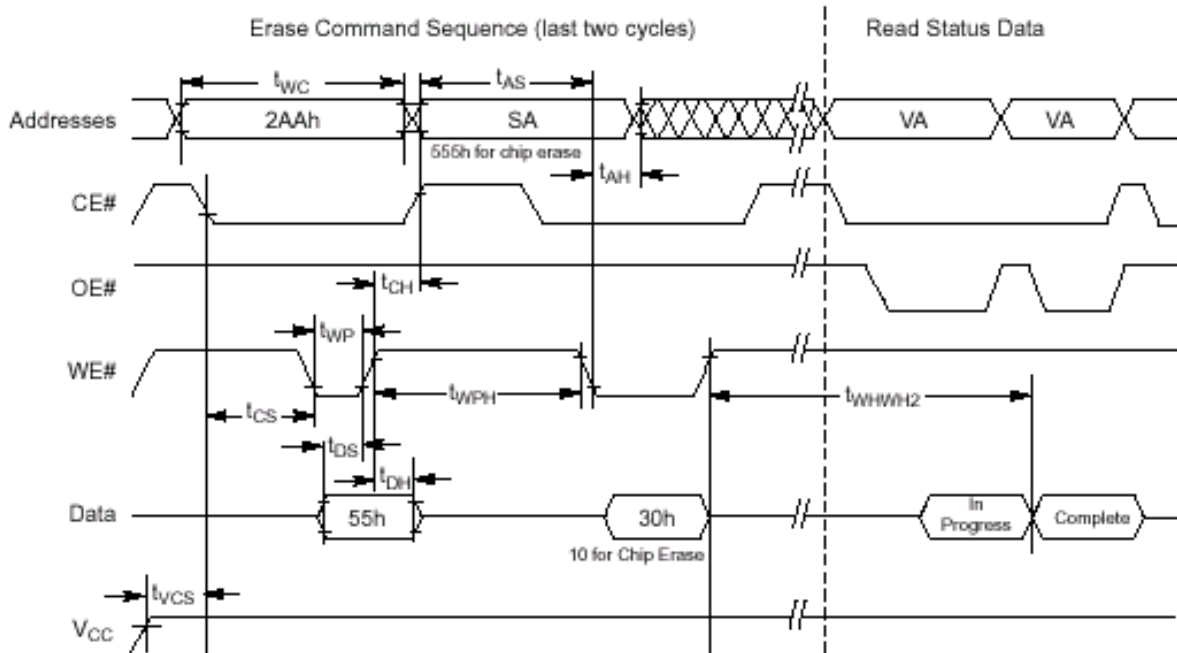 Erase Command Sequence (last two cycles) Read Status Data
tWC tAS
Addresses 2AAh SA VA VA
555h for chip erase
tAH
CE#
OE# tCH
tWP
WE#
tWPH tWHWH2
tCS
tDS
tDH
Data 55h 30h In Progress Complete
10 for Chip Erase
tVCS
VCC